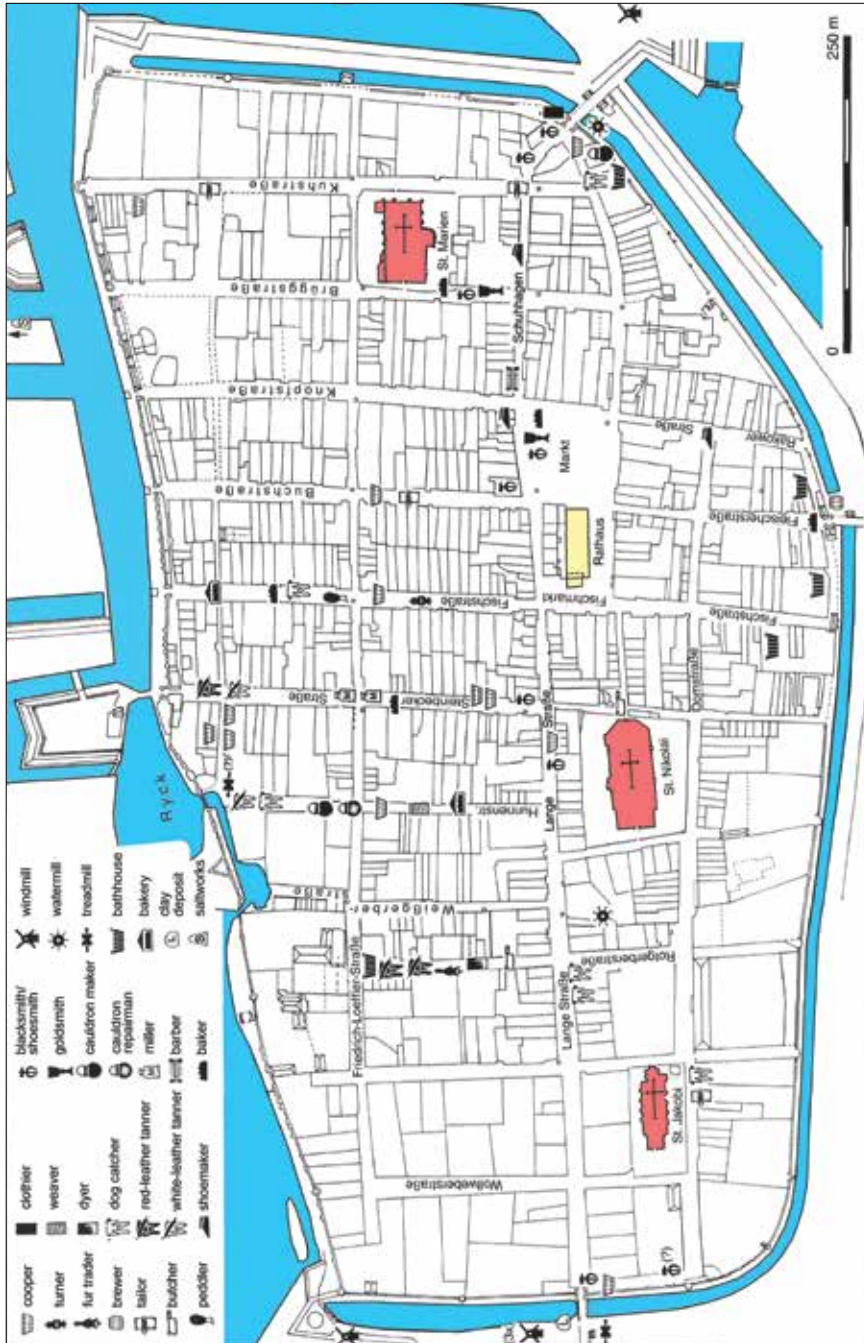 cooper
turner
fur trader
brewer
tailor
butcher
peddler
clothier
weaver
dyer
dog catcher
red-leather tanner
white-leather tanner
shoemaker
blacksmith/
shoesmith
goldsmith
cauldron maker
cauldron
repairman
miller
barber
baker
windmill
watermill
treadmill
bathhouse
bakery
clay
deposit
saltworks
Ryck
Wollweberstraße
Friedrich-Loeffler-Straße
Weißgerber-
straße
Hunnenstr.
Steinbecker
Straße
Fischstraße
Buchstraße
Knopfstraße
Brüggstraße
Kuhstraße
St. Marien
Schuhhagen
Lange Straße
Lange
Straße
Fischmarkt
Markt
Rathaus
St. Jakobi
Rotgerberstraße
St. Nikolai
Domstraße
Fischstraße
Fleischerstraße
Rakower
Straße
(?)
(?)
0
250 m